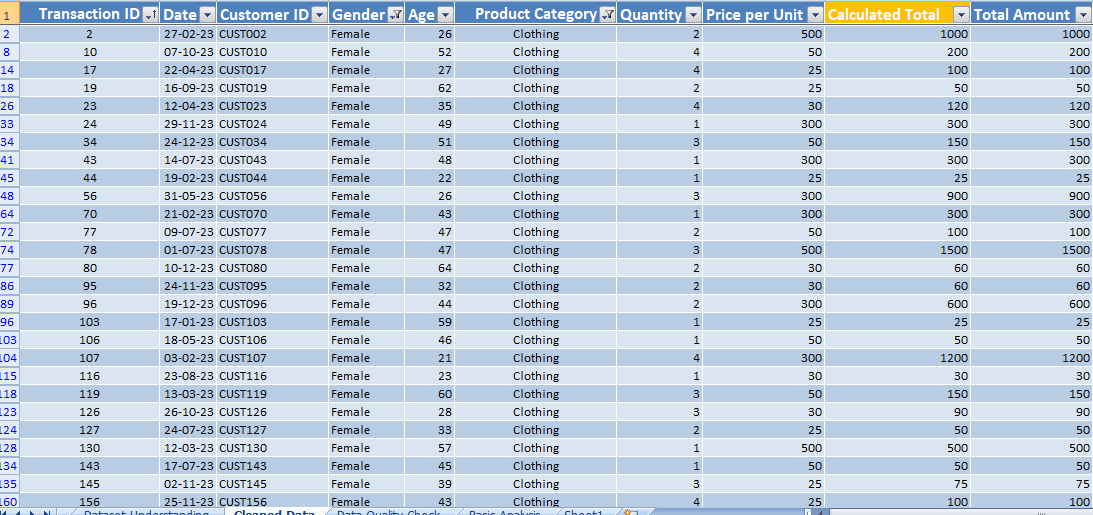 1 Transaction ID Date Customer ID Gender Age Product Category Quantity Price per Unit Calculated Total Total Amount
2 2 27-02-23 CUST002 Female 26 Clothing 2 500 1000 1000
8 10 07-10-23 CUST010 Female 52 Clothing 4 50 200 200
14 17 22-04-23 CUST017 Female 27 Clothing 4 25 100 100
18 19 16-09-23 CUST019 Female 62 Clothing 2 25 50 50
26 23 12-04-23 CUST023 Female 35 Clothing 4 30 120 120
33 24 29-11-23 CUST024 Female 49 Clothing 1 300 300 300
34 34 24-12-23 CUST034 Female 51 Clothing 3 50 150 150
41 43 14-07-23 CUST043 Female 48 Clothing 1 300 300 300
45 44 19-02-23 CUST044 Female 22 Clothing 1 25 25 25
48 56 31-05-23 CUST056 Female 26 Clothing 3 300 900 900
64 70 21-02-23 CUST070 Female 43 Clothing 1 300 300 300
72 77 09-07-23 CUST077 Female 47 Clothing 2 50 100 100
74 78 01-07-23 CUST078 Female 47 Clothing 3 500 1500 1500
77 80 10-12-23 CUST080 Female 64 Clothing 2 30 60 60
86 95 24-11-23 CUST095 Female 32 Clothing 2 30 60 60
89 96 19-12-23 CUST096 Female 44 Clothing 2 300 600 600
96 103 17-01-23 CUST103 Female 59 Clothing 1 25 25 25
103 106 18-05-23 CUST106 Female 46 Clothing 1 50 50 50
104 107 03-02-23 CUST107 Female 21 Clothing 4 300 1200 1200
115 116 23-08-23 CUST116 Female 23 Clothing 1 30 30 30
118 119 13-03-23 CUST119 Female 60 Clothing 3 50 150 150
123 126 26-10-23 CUST126 Female 28 Clothing 3 30 90 90
124 127 24-07-23 CUST127 Female 33 Clothing 2 25 50 50
128 130 12-03-23 CUST130 Female 57 Clothing 1 500 500 500
134 143 17-07-23 CUST143 Female 45 Clothing 1 50 50 50
135 145 02-11-23 CUST145 Female 39 Clothing 3 25 75 75
160 156 25-11-23 CUST156 Female 43 Clothing 4 25 100 100
Dataset Understanding Cleaned Data Data Quality Check Basic Analysis Sheet1